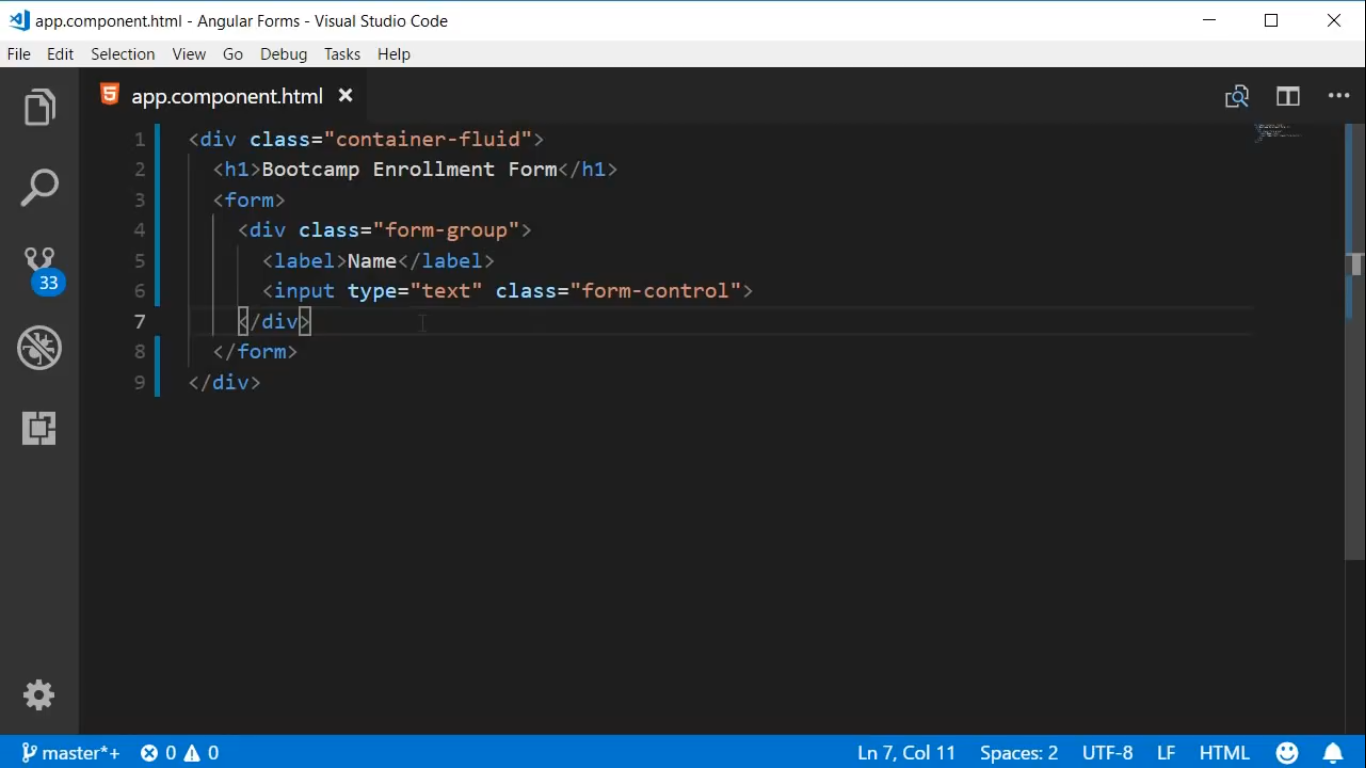 app.component.html - Angular Forms - Visual Studio Code
File Edit Selection View Go Debug Tasks Help
app.component.html
1 <div class="container-fluid">
2 <h1>Bootcamp Enrollment Form</h1>
3 <form>
4 <div class="form-group">
5 <label>Name</label>
6 <input type="text" class="form-control">
7 </div>
8 </form>
9 </div>
33
master*+ 0 0 Ln 7, Col 11 Spaces: 2 UTF-8 LF HTML